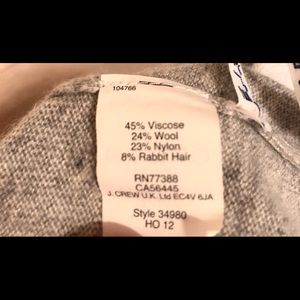 104766
45% Viscose
24% Wool
23% Nylon
8% Rabbit Hair
RN77388
CA56445
J. CREW U.K. Ltd EC4V 6JA
Style 34980
HO 12